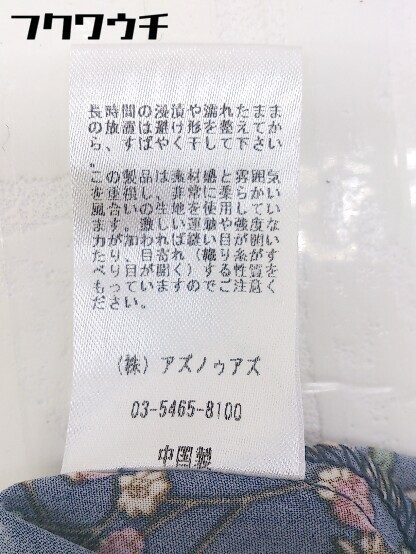 フクワウチ
長時間の浸漬や濡れたまま
の放置は避け形を整えてか
ら、すばやく干して下さい
。
この製品は素材感と雰囲気
を重視し、非常に柔らかい
風合いの生地を使用してい
ます。激しい運動や強度な
力が加われば縫い目が開い
たり、目寄れ（織り糸がす
べり目が開く）する性質を
もっていますのでご注意く
ださい。
（株）アズノゥアズ
03-5465-8100
中国製